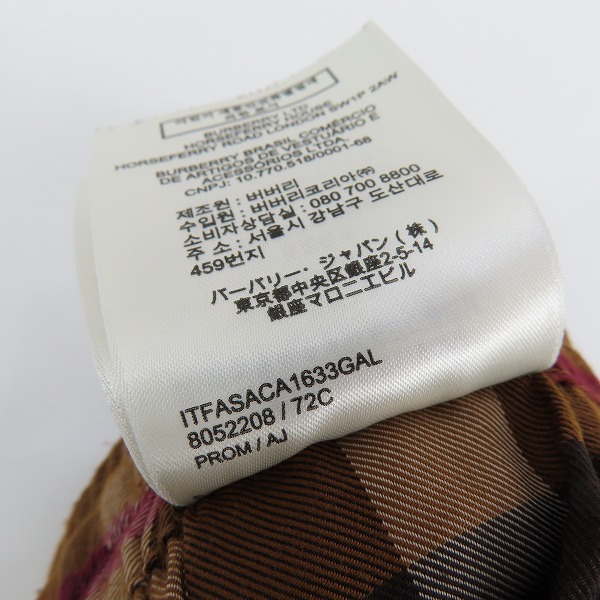 BURBERRY LTD
HORSEFERRY HOUSE
HORSEFERRY ROAD LONDON SW1P 2AW
BURBERRY BRASIL COMÉRCIO
DE ARTIGOS DE VESTUÁRIO E
ACESSÓRIOS LTDA.
CNPJ: 10.770.518/0001-68
제조원 : 버버리
수입원 : 버버리코리아㈜
소비자상담실 : 080 700 8800
주 소 : 서울시 강남구 도산대로
459번지
バーバリー・ジャパン(株)
東京都中央区銀座2-5-14
銀座マロニエビル
ITFASACA1633GAL
8052208 / 72C
PROM / AJ